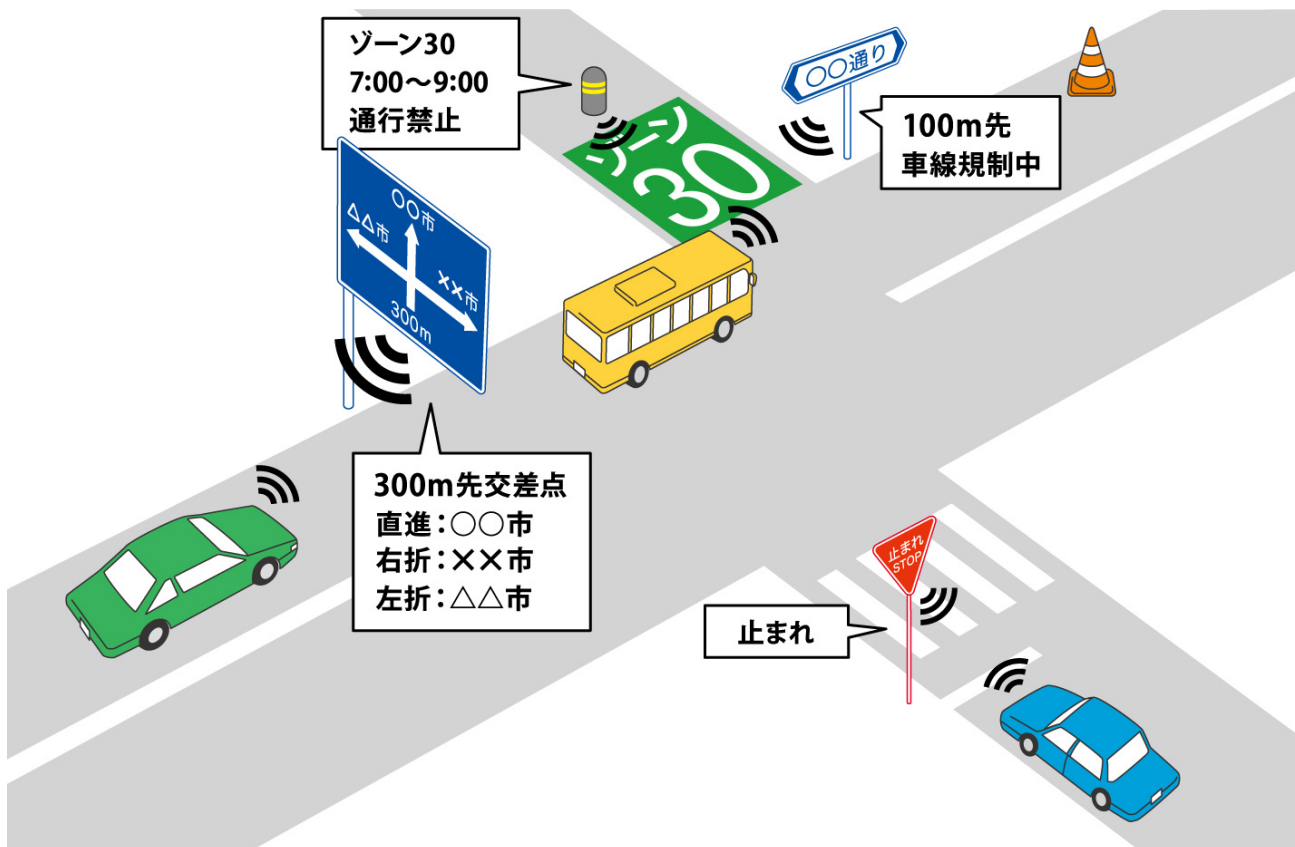 ゾーン30
7:00～9:00
通行禁止
○○通り
100m先
車線規制中
ゾーン
30
○○市
△△市
××市
300m
300m先交差点
直進：○○市
右折：××市
左折：△△市
止まれ
STOP
止まれ